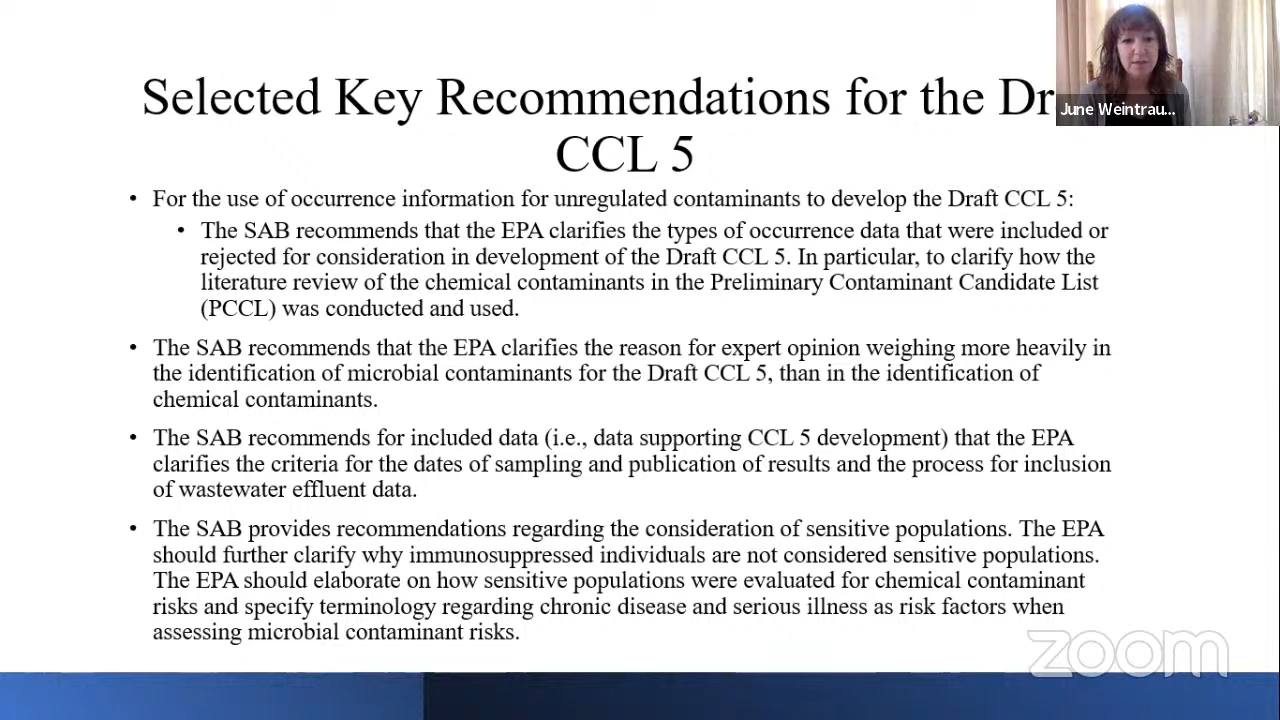 Selected Key Recommendations for the Dr
CCL 5
June Weintrau...
• For the use of occurrence information for unregulated contaminants to develop the Draft CCL 5:
• The SAB recommends that the EPA clarifies the types of occurrence data that were included or
rejected for consideration in development of the Draft CCL 5. In particular, to clarify how the
literature review of the chemical contaminants in the Preliminary Contaminant Candidate List
(PCCL) was conducted and used.
• The SAB recommends that the EPA clarifies the reason for expert opinion weighing more heavily in
the identification of microbial contaminants for the Draft CCL 5, than in the identification of
chemical contaminants.
• The SAB recommends for included data (i.e., data supporting CCL 5 development) that the EPA
clarifies the criteria for the dates of sampling and publication of results and the process for inclusion
of wastewater effluent data.
• The SAB provides recommendations regarding the consideration of sensitive populations. The EPA
should further clarify why immunosuppressed individuals are not considered sensitive populations.
The EPA should elaborate on how sensitive populations were evaluated for chemical contaminant
risks and specify terminology regarding chronic disease and serious illness as risk factors when
assessing microbial contaminant risks.
zoom